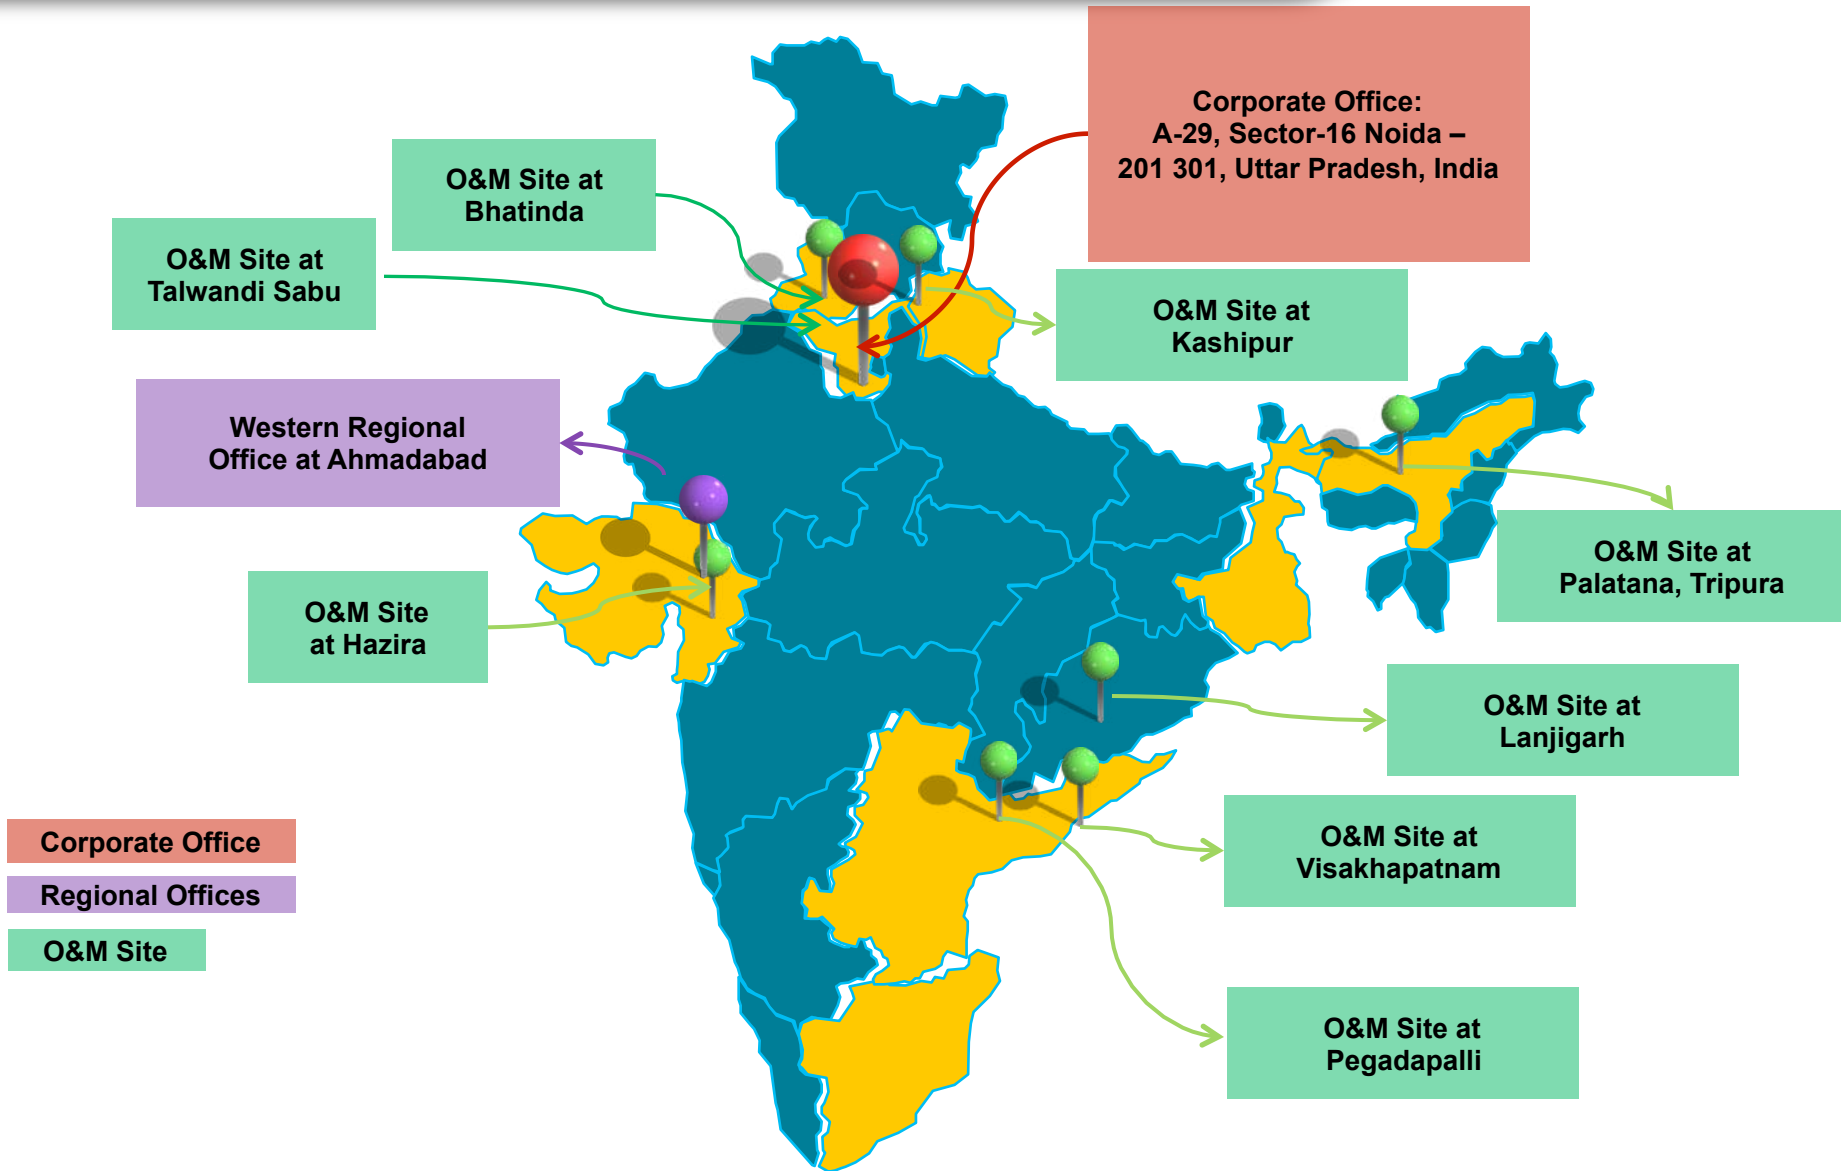 Corporate Office:
A-29, Sector-16 Noida –
201 301, Uttar Pradesh, India
O&M Site at
Bhatinda
O&M Site at
Talwandi Sabu
O&M Site at
Kashipur
Western Regional
Office at Ahmadabad
O&M Site at
Palatana, Tripura
O&M Site
at Hazira
O&M Site at
Lanjigarh
O&M Site at
Visakhapatnam
Corporate Office
Regional Offices
O&M Site
O&M Site at
Pegadapalli